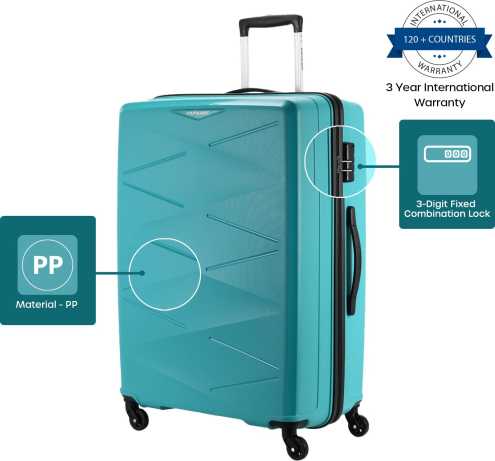 INTERNATIONAL
120 + COUNTRIES
WARRANTY
3 Year International
Warranty
3-Digit Fixed
Combination Lock
PP
Material - PP